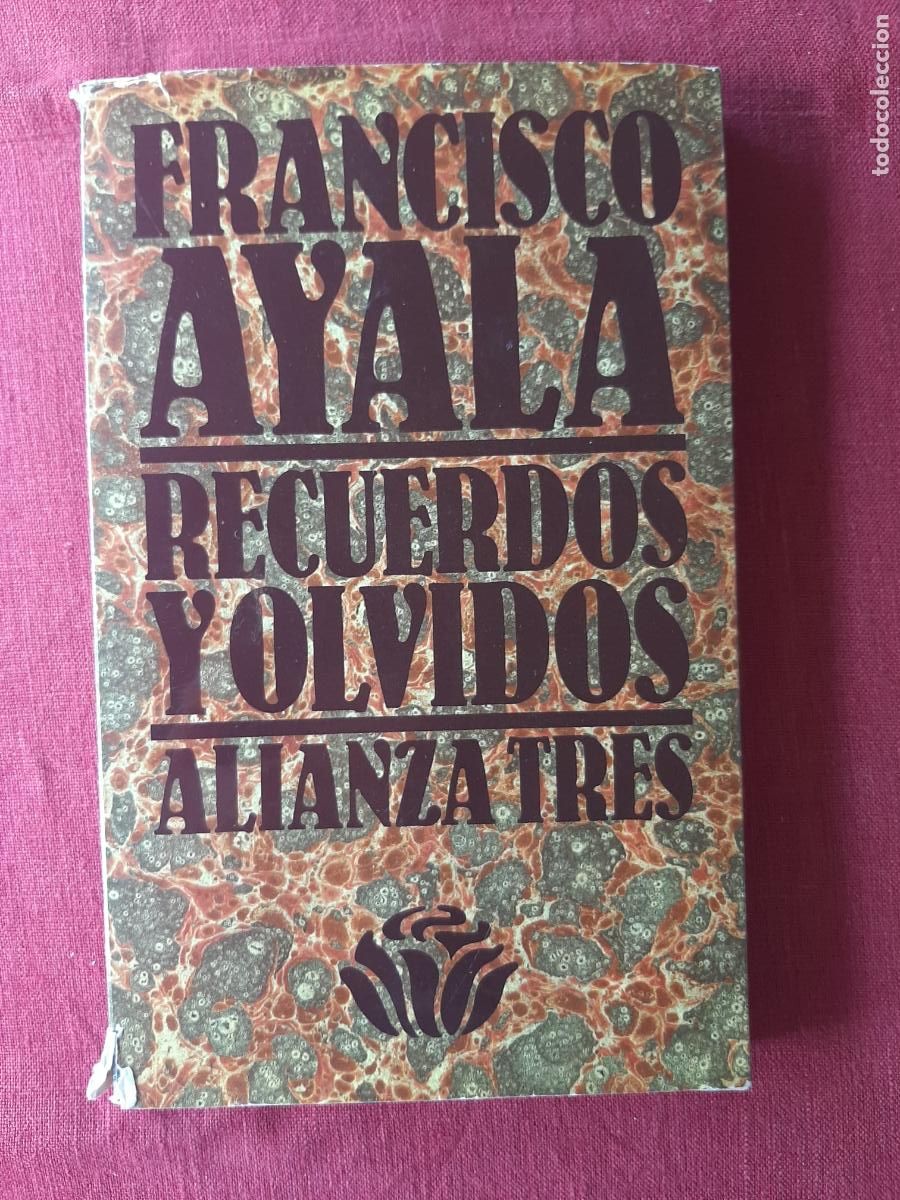 FRANCISCO
AYALA
RECUERDOS
Y OLVIDOS
ALIANZA TRES
todocoleccion